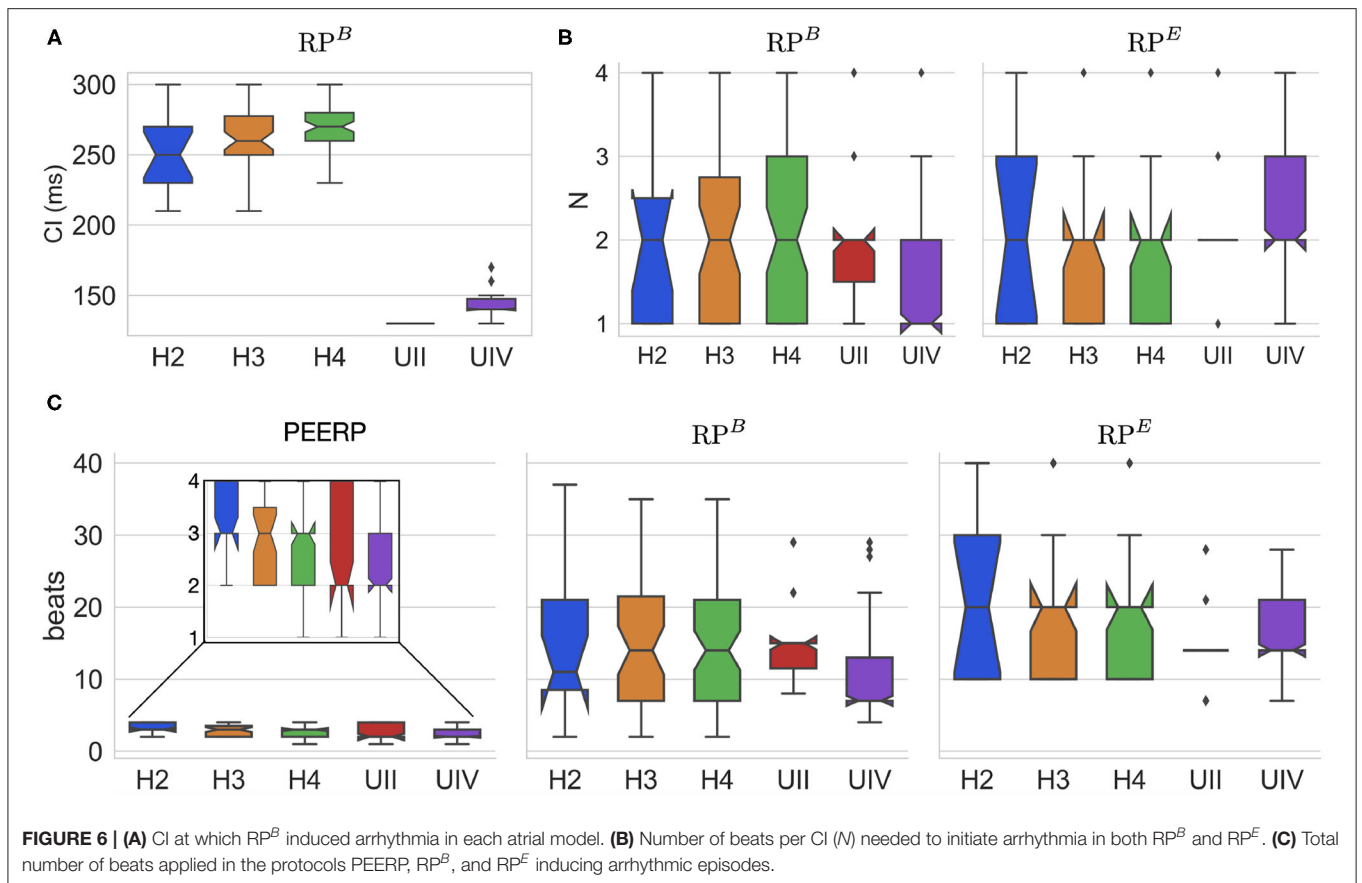 A
RP^B
300
250
200
150
CI (ms)
H2 H3 H4 UII UIV
B
RP^B
RP^E
4
3
2
1
N
H2 H3 H4 UII UIV
H2 H3 H4 UII UIV
C
PEERP
RP^B
RP^E
40
30
20
10
0
beats
4
3
2
1
H2 H3 H4 UII UIV
H2 H3 H4 UII UIV
H2 H3 H4 UII UIV
FIGURE 6 | (A) CI at which RP^B induced arrhythmia in each atrial model. (B) Number of beats per CI (N) needed to initiate arrhythmia in both RP^B and RP^E. (C) Total
number of beats applied in the protocols PEERP, RP^B, and RP^E inducing arrhythmic episodes.